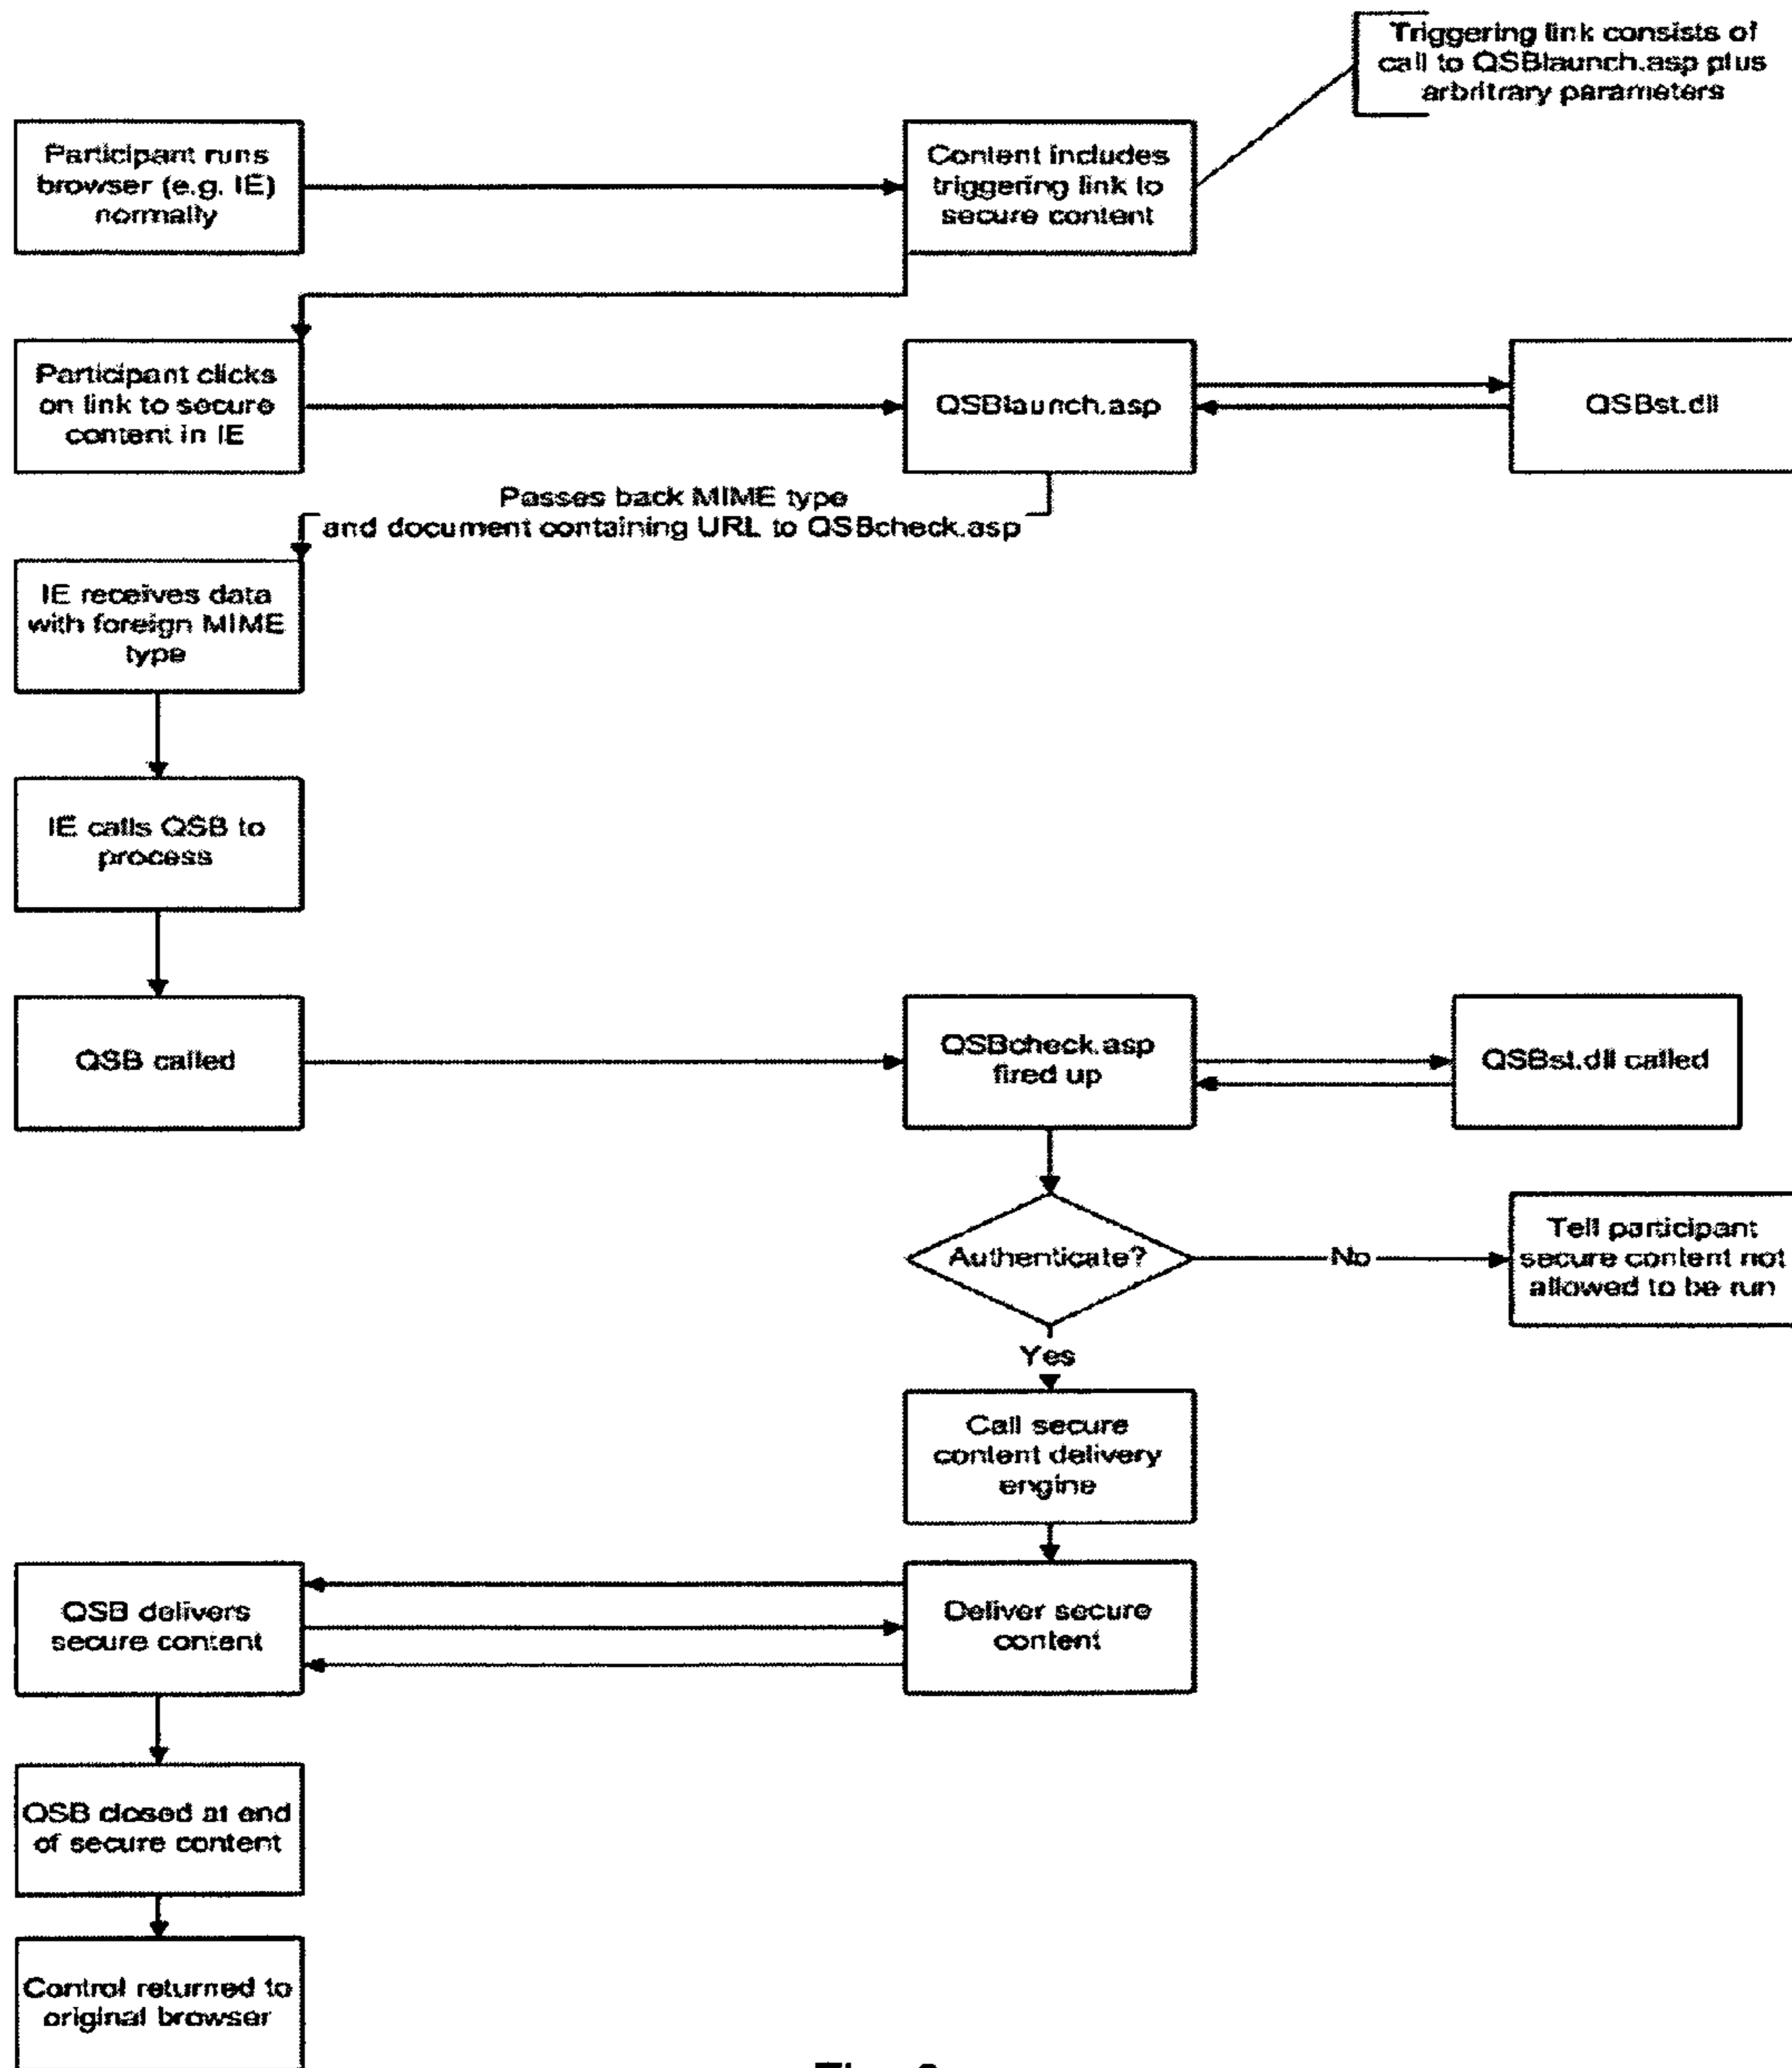 Triggering link consists of
call to QSBlaunch.asp plus
arbitrary parameters
Participant runs
browser (e.g. IE)
normally
Content includes
triggering link to
secure content
Participant clicks
on link to secure
content in IE
QSBlaunch.asp
QSBst.dll
Passes back MIME type
and document containing URL to QSBcheck.asp
IE receives data
with foreign MIME
type
IE calls QSB to
process
QSB called
QSBcheck.asp
fired up
QSBst.dll called
Authenticate?
No
Tell participant
secure content not
allowed to be run
Yes
Call secure
content delivery
engine
QSB delivers
secure content
Deliver secure
content
QSB closed at end
of secure content
Control returned to
original browser